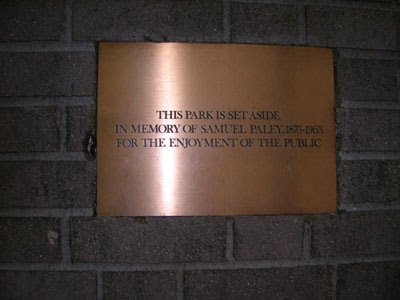 THIS PARK IS SET ASIDE
IN MEMORY OF SAMUEL PALEY, 1875-1963
FOR THE ENJOYMENT OF THE PUBLIC